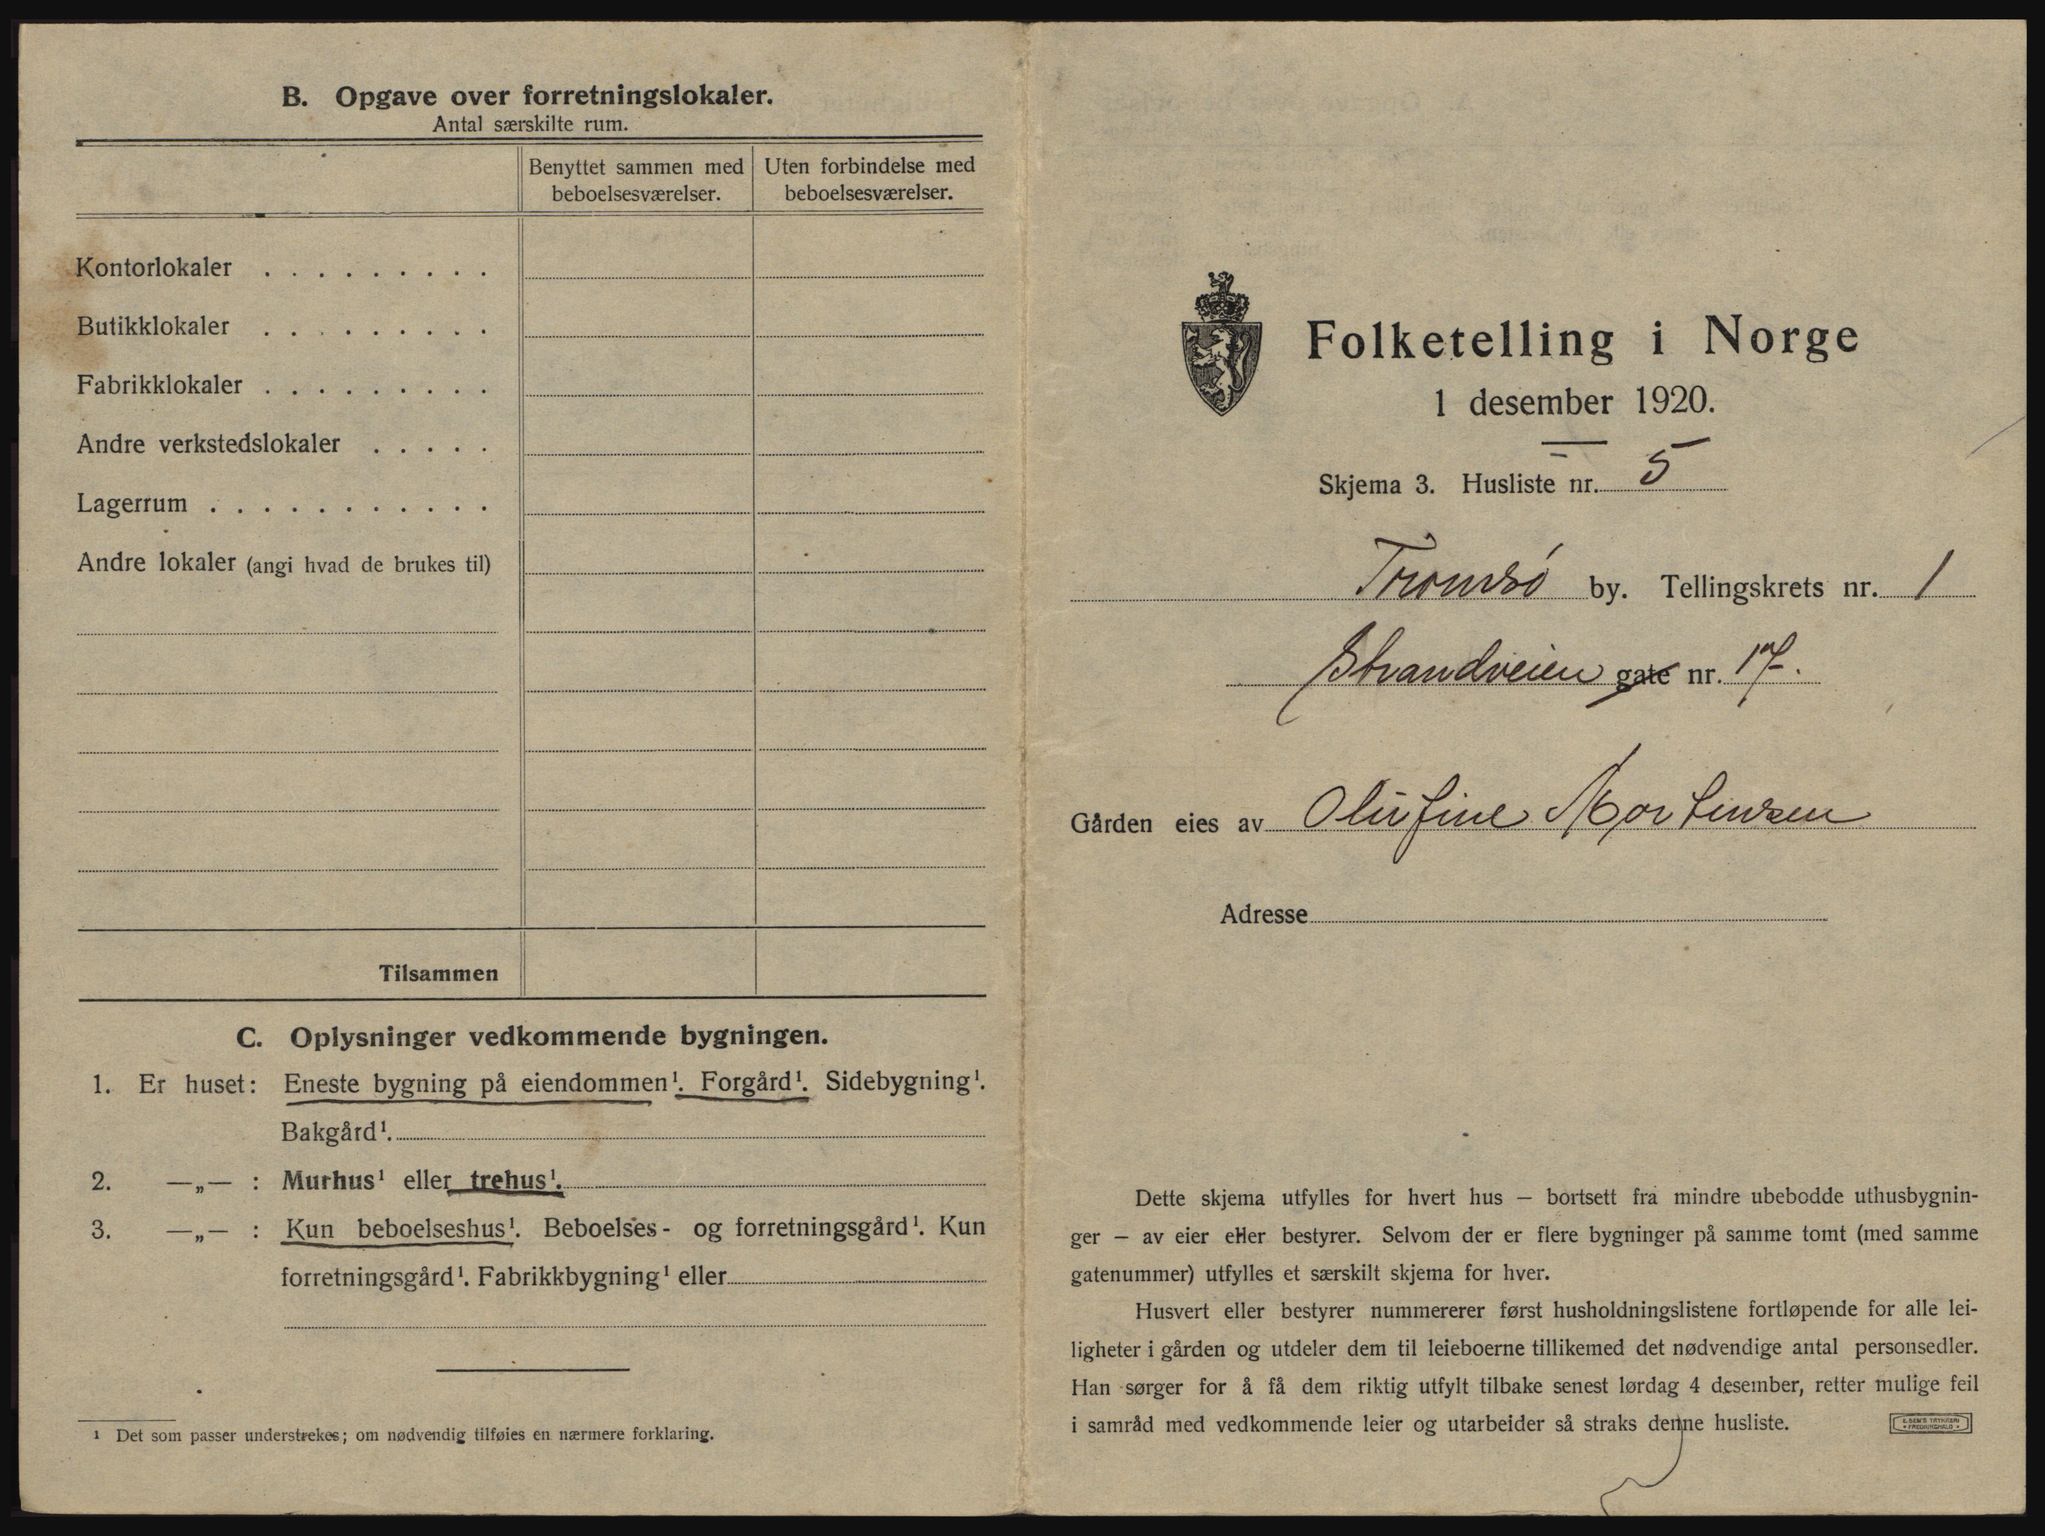 B. Opgave over forretningslokaler.
Antal særskilte rum.
Benyttet sammen med beboelsesværelser.
Uten forbindelse med beboelsesværelser.
Kontorlokaler . . . . . . . . .
Butikklokaler . . . . . . . . .
Fabrikklokaler . . . . . . . . .
Andre verkstedslokaler . . . . .
Lagerrum . . . . . . . . . . .
Andre lokaler (angi hvad de brukes til)
Tilsammen
C. Oplysninger vedkommende bygningen.
1. Er huset: Eneste bygning på eiendommen¹. Forgård¹. Sidebygning¹.
Bakgård¹.
2. —„— : Murhus¹ eller trehus¹.
3. —„— : Kun beboelseshus¹. Beboelses- og forretningsgård¹. Kun
forretningsgård¹. Fabrikkbygning¹ eller
¹ Det som passer understrekes; om nødvendig tilføies en nærmere forklaring.
Folketelling i Norge
1 desember 1920.
Skjema 3. Husliste nr. 5
Tromsø by. Tellingskrets nr. 1
Strandveien gate nr. 17.
Gården eies av Olufine Mortensen
Adresse
Dette skjema utfylles for hvert hus — bortsett fra mindre ubebodde uthusbygnin-
ger — av eier eller bestyrer. Selvom der er flere bygninger på samme tomt (med samme
gatenummer) utfylles et særskilt skjema for hver.
Husvert eller bestyrer nummererer først husholdningslistene fortløpende for alle lei-
ligheter i gården og utdeler dem til leieboerne tillikemed det nødvendige antal personsedler.
Han sørger for å få dem riktig utfylt tilbake senest lørdag 4 desember, retter mulige feil
i samråd med vedkommende leier og utarbeider så straks denne husliste.